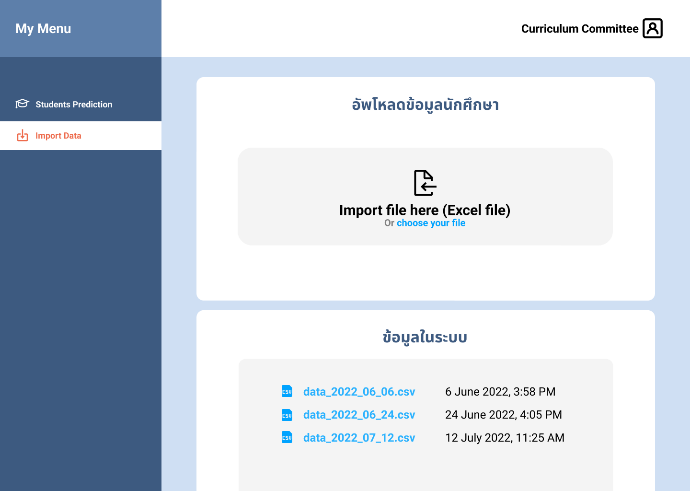 My Menu
Curriculum Committee
Students Prediction
Import Data
อัพโหลดข้อมูลนักศึกษา
Import file here (Excel file)
Or choose your file
ข้อมูลในระบบ
CSV data_2022_06_06.csv 6 June 2022, 3:58 PM
CSV data_2022_06_24.csv 24 June 2022, 4:05 PM
CSV data_2022_07_12.csv 12 July 2022, 11:25 AM